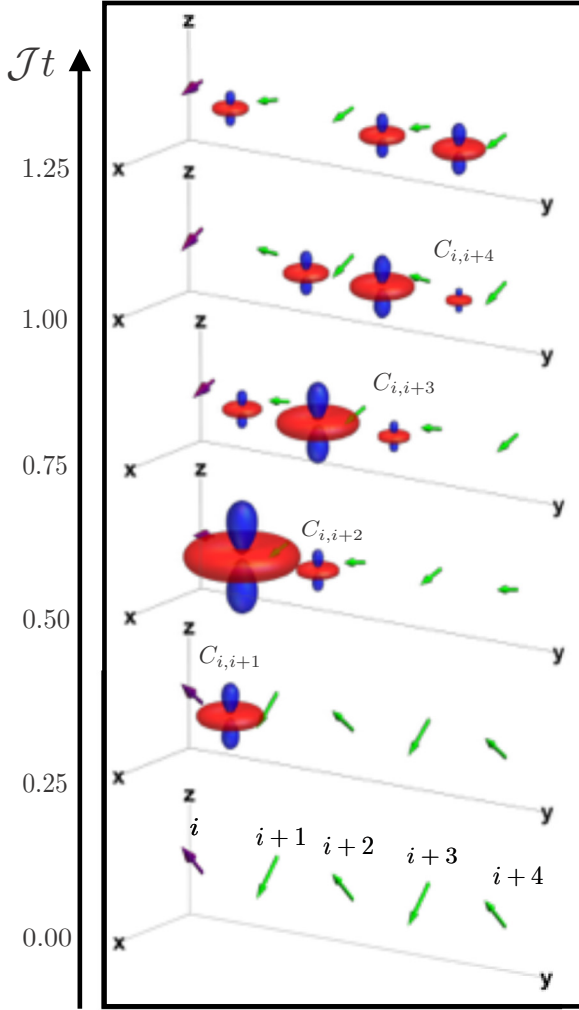 z
𝒥t
x
y
1.25
z
C_{i,i+4}
x
y
1.00
z
C_{i,i+3}
x
y
0.75
z
C_{i,i+2}
x
y
0.50
z
C_{i,i+1}
x
y
0.25
z
i
i + 1
i + 2
i + 3
i + 4
x
y
0.00